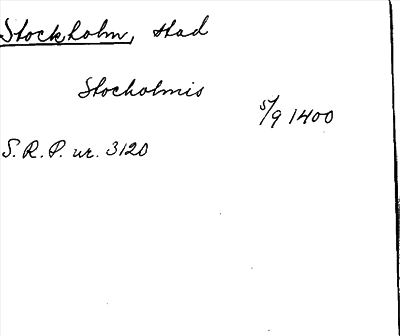 Stockholm, stad
Stocholmis
5/9 1400
S. R. P. nr. 3120